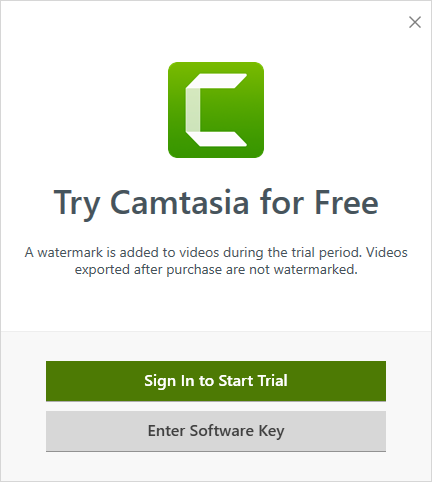 Try Camtasia for Free
A watermark is added to videos during the trial period. Videos
exported after purchase are not watermarked.
Sign In to Start Trial
Enter Software Key